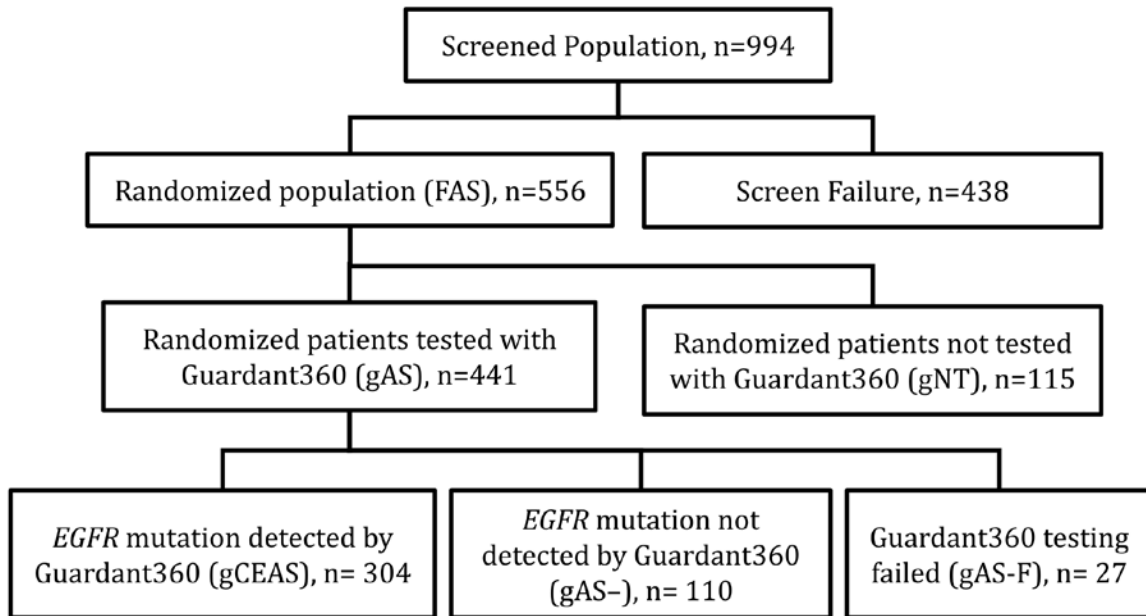 Screened Population, n=994
Randomized population (FAS), n=556
Screen Failure, n=438
Randomized patients tested with
Guardant360 (gAS), n=441
Randomized patients not tested
with Guardant360 (gNT), n=115
EGFR mutation detected by
Guardant360 (gCEAS), n= 304
EGFR mutation not
detected by Guardant360
(gAS–), n= 110
Guardant360 testing
failed (gAS-F), n= 27